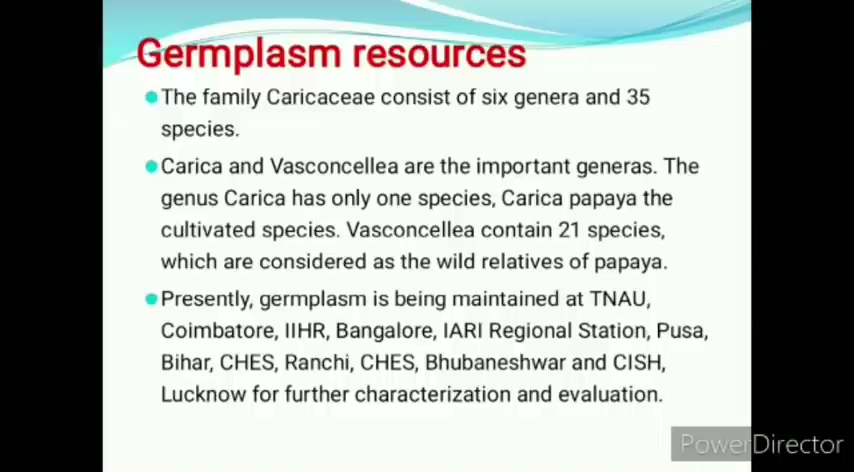 Germplasm resources
The family Caricaceae consist of six genera and 35
species.
Carica and Vasconcellea are the important generas. The
genus Carica has only one species, Carica papaya the
cultivated species. Vasconcellea contain 21 species,
which are considered as the wild relatives of papaya.
Presently, germplasm is being maintained at TNAU,
Coimbatore, IIHR, Bangalore, IARI Regional Station, Pusa,
Bihar, CHES, Ranchi, CHES, Bhubaneshwar and CISH,
Lucknow for further characterization and evaluation.
PowerDirector